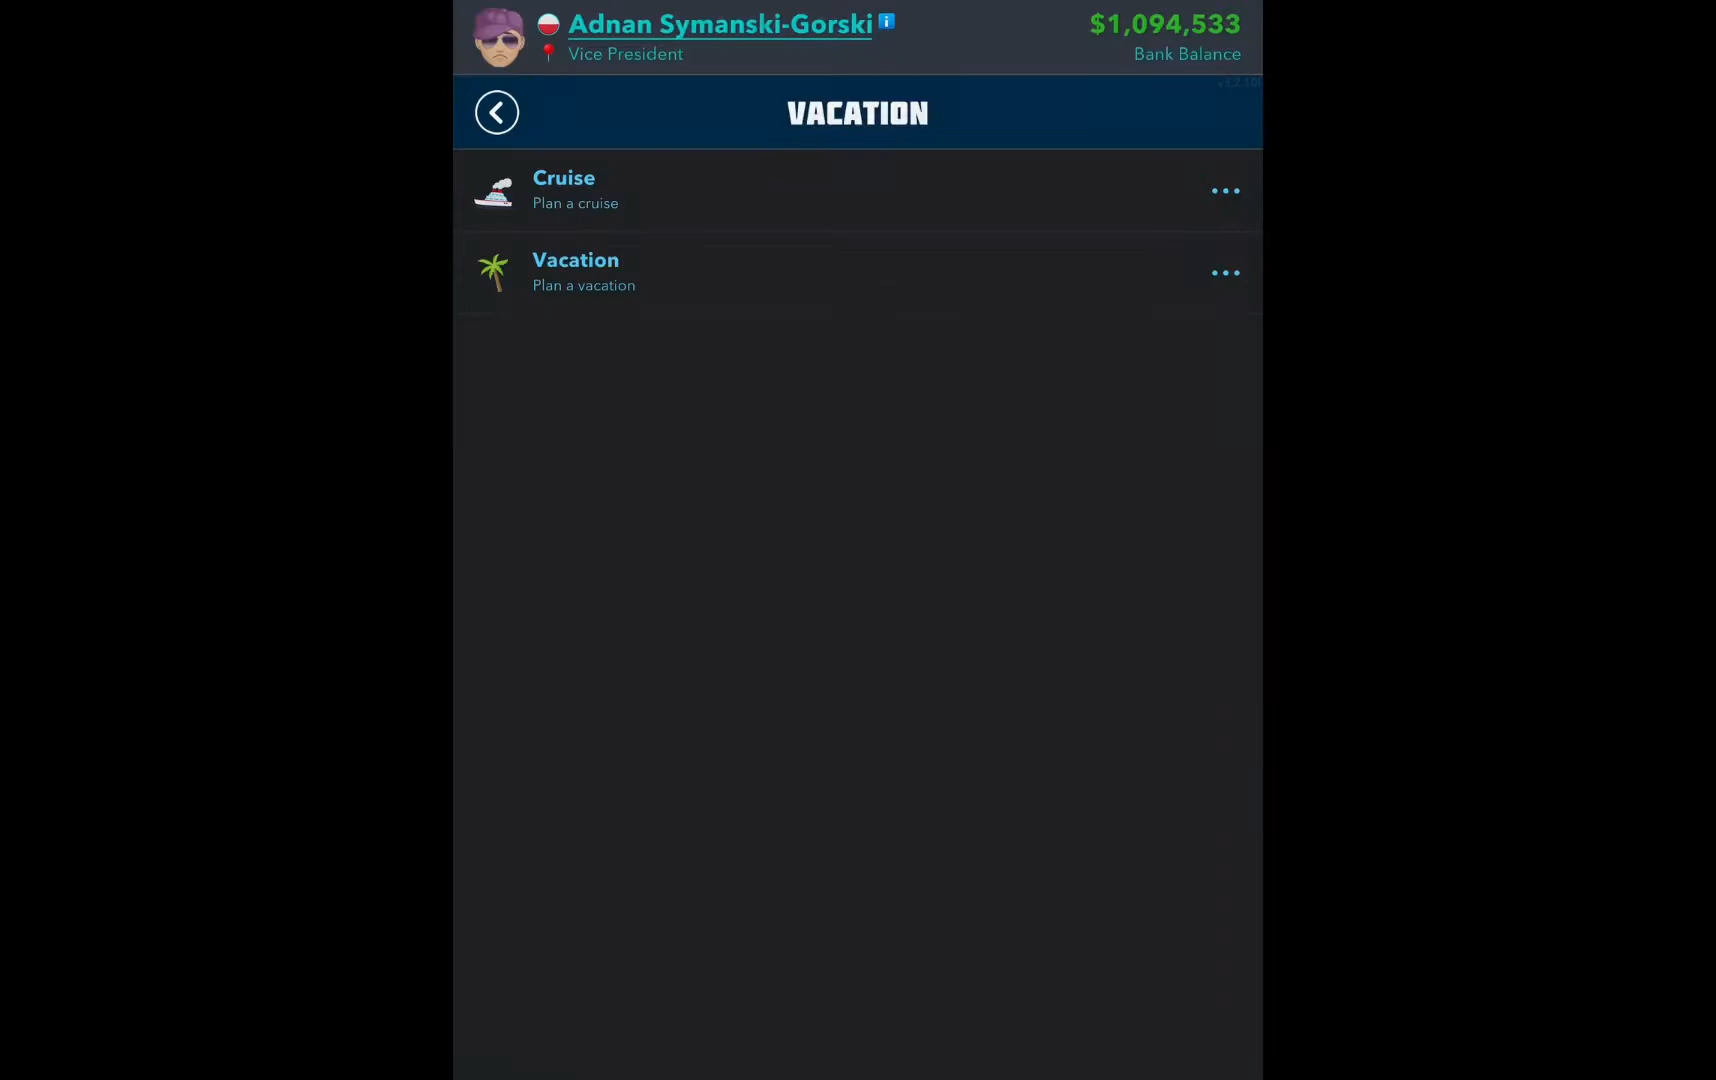 Adnan Symanski-Gorski
$1,094,533
Vice President
Bank Balance
VACATION
Cruise
Plan a cruise
Vacation
Plan a vacation